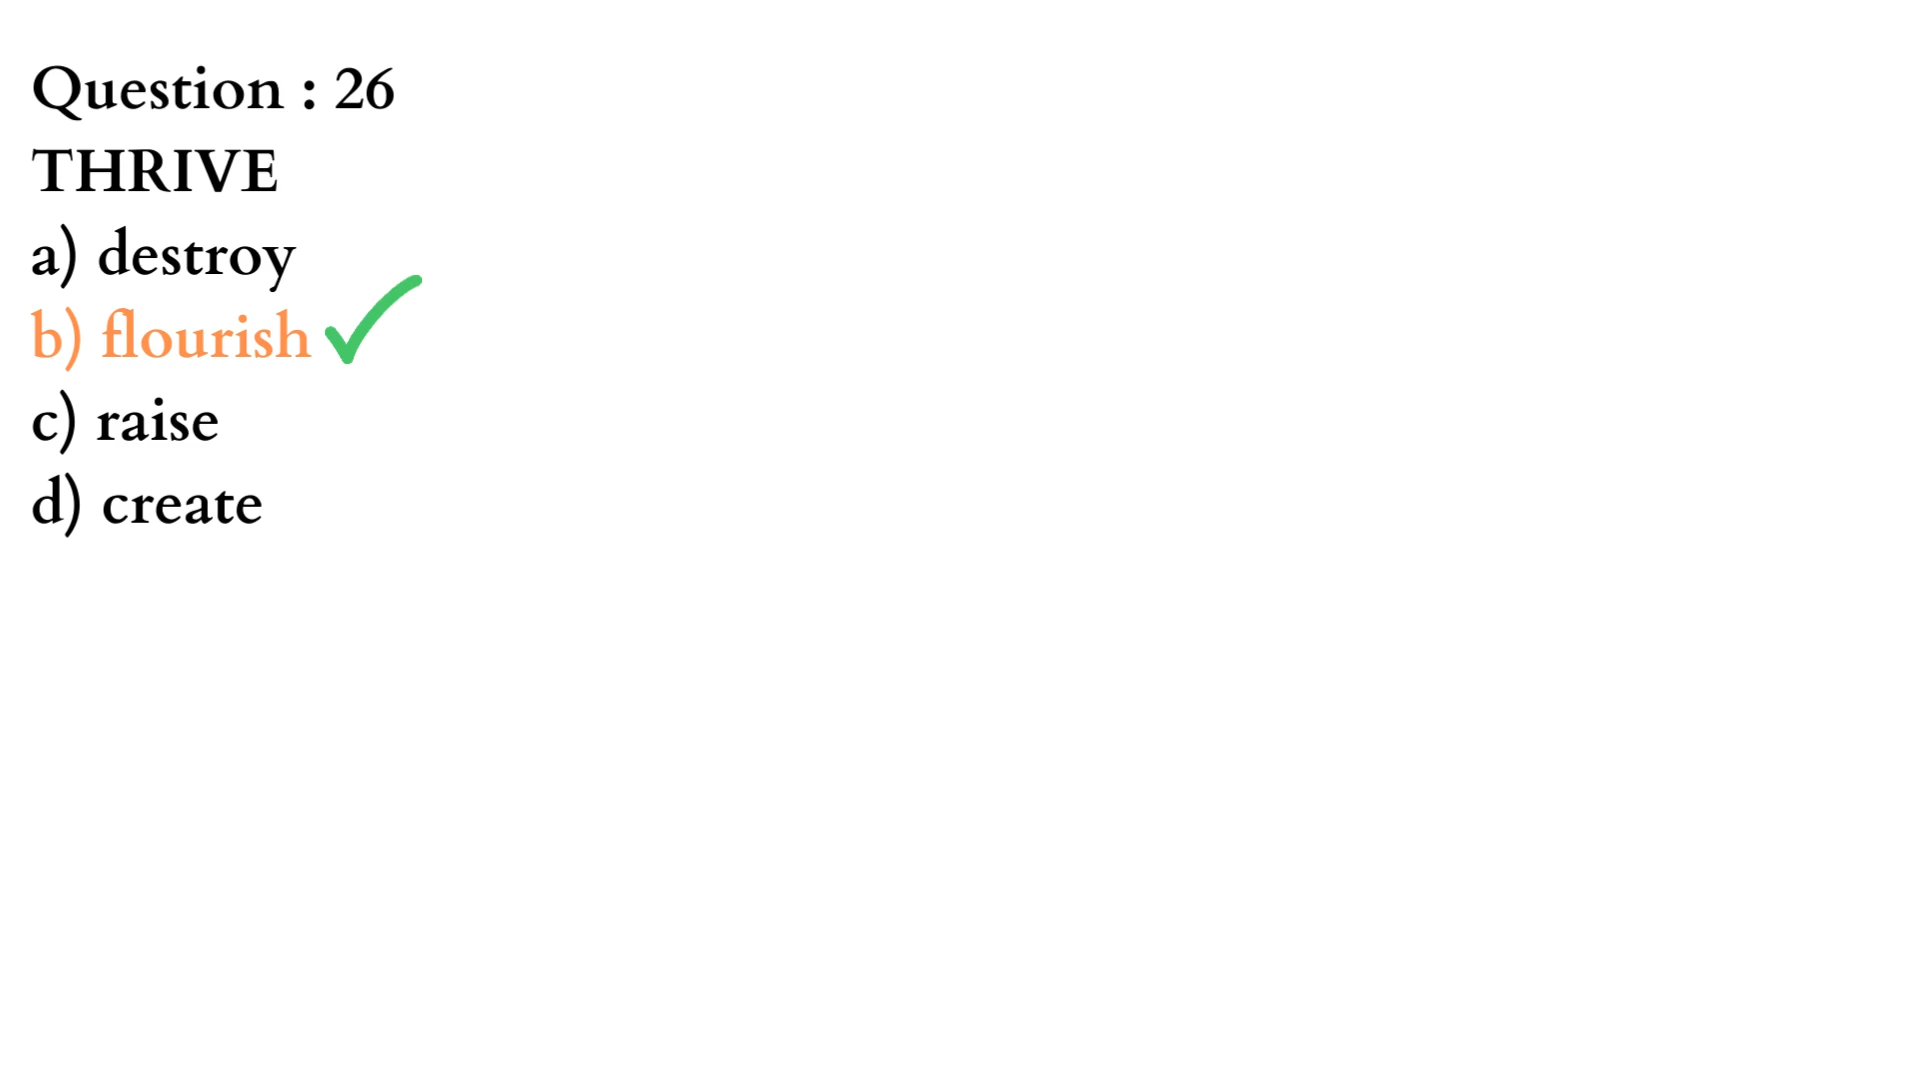 Question : 26
THRIVE
a) destroy
b) flourish
c) raise
d) create